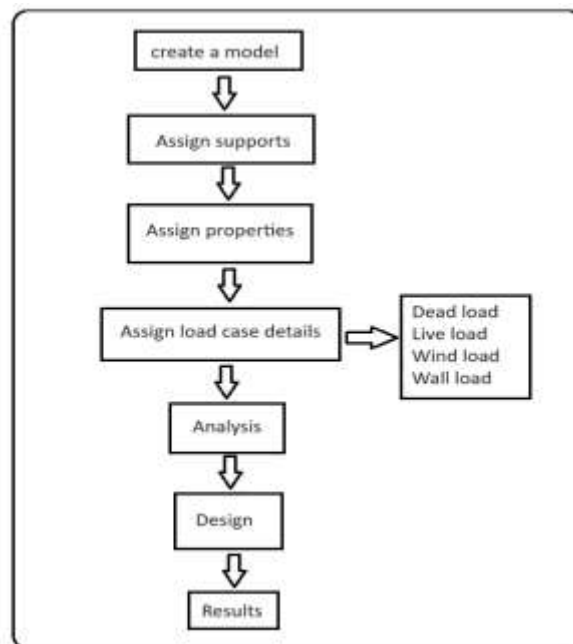 create a model
Assign supports
Assign properties
Assign load case details
Dead load
Live load
Wind load
Wall load
Analysis
Design
Results